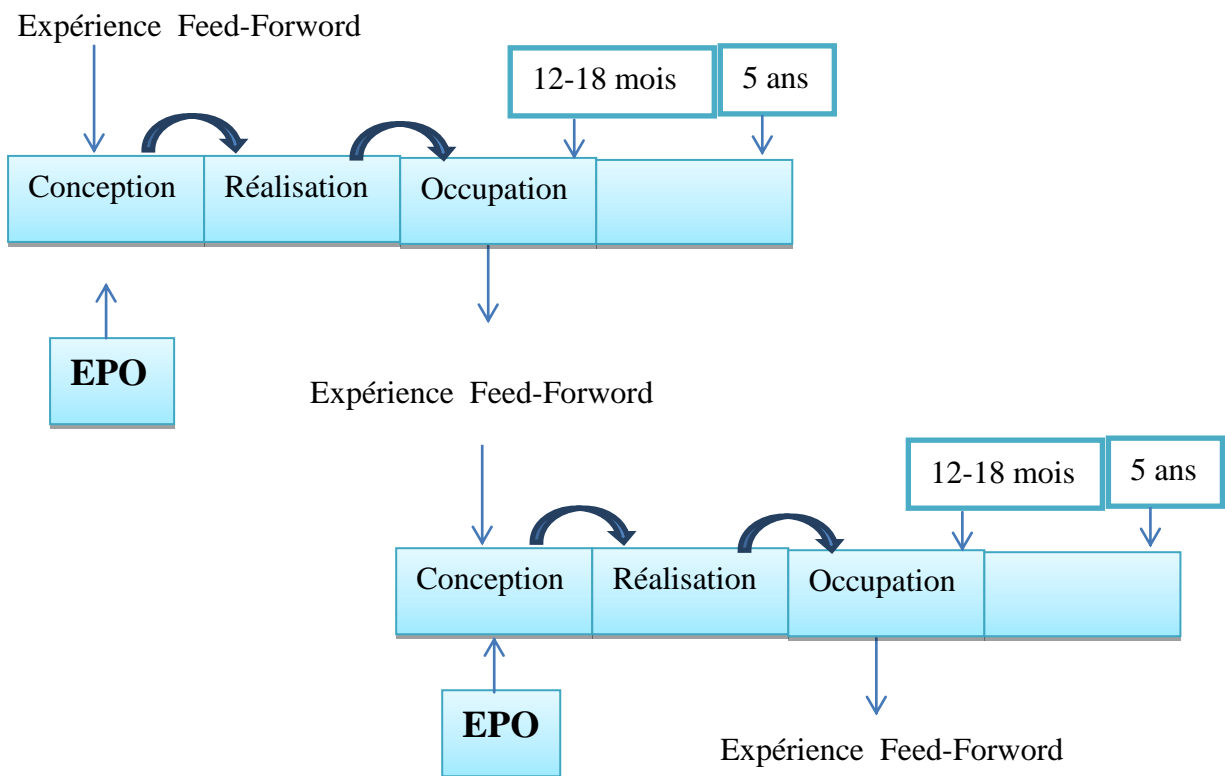 Expérience Feed-Forword
12-18 mois
5 ans
Conception
Réalisation
Occupation
EPO
Expérience Feed-Forword
12-18 mois
5 ans
Conception
Réalisation
Occupation
EPO
Expérience Feed-Forword